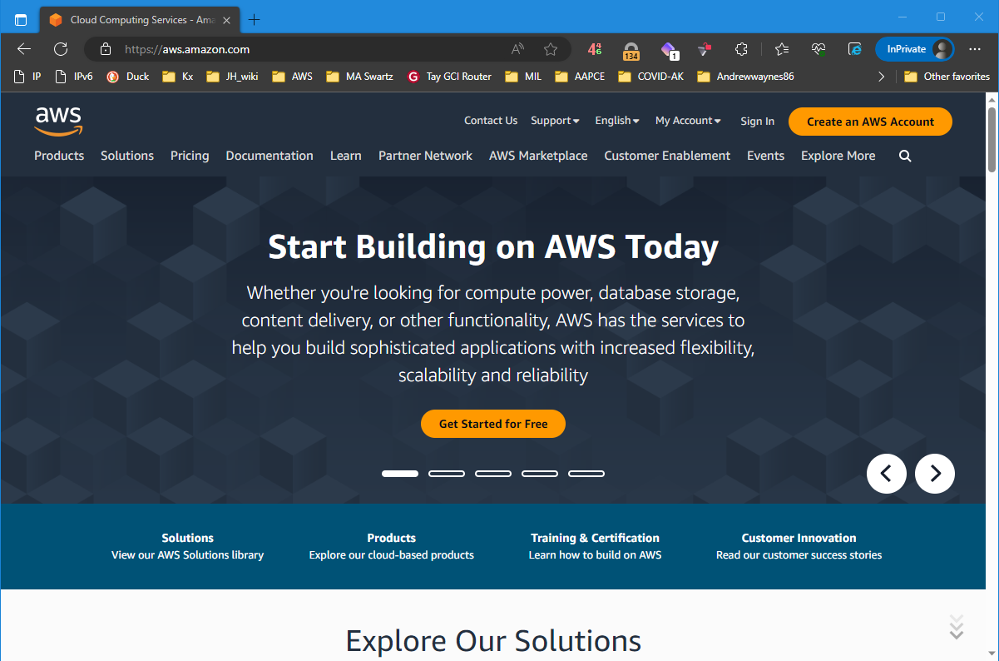 Cloud Computing Services - Ama
https://aws.amazon.com
446
134
1
InPrivate
IP
IPv6
Duck
Kx
JH_wiki
AWS
MA Swartz
Tay GCI Router
MIL
AAPCE
COVID-AK
Andrewwaynes86
Other favorites
aws
Contact Us
Support
English
My Account
Sign In
Create an AWS Account
Products
Solutions
Pricing
Documentation
Learn
Partner Network
AWS Marketplace
Customer Enablement
Events
Explore More
Start Building on AWS Today
Whether you're looking for compute power, database storage,
content delivery, or other functionality, AWS has the services to
help you build sophisticated applications with increased flexibility,
scalability and reliability
Get Started for Free
Solutions
View our AWS Solutions library
Products
Explore our cloud-based products
Training & Certification
Learn how to build on AWS
Customer Innovation
Read our customer success stories
Explore Our Solutions